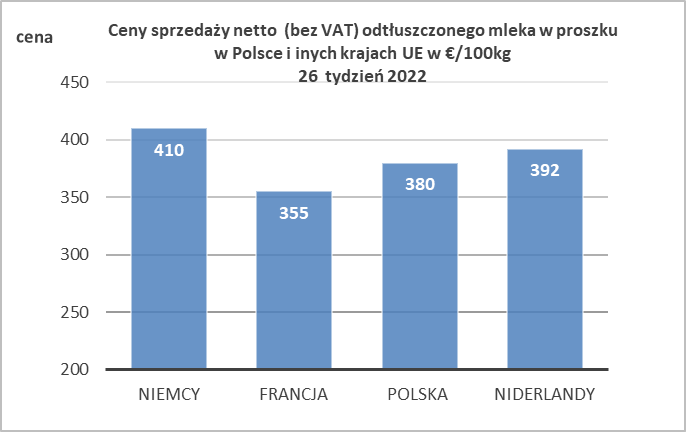 cena
Ceny sprzedaży netto  (bez VAT) odtłuszczonego mleka w proszku
w Polsce i inych krajach UE w €/100kg
26  tydzień 2022
450
400
350
300
250
200
410
355
380
392
NIEMCY
FRANCJA
POLSKA
NIDERLANDY